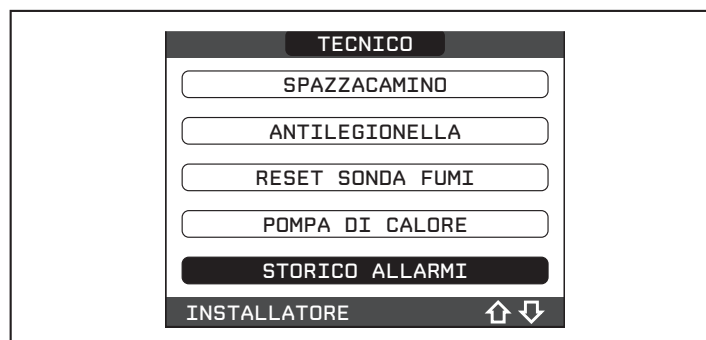 TECNICO
SPAZZACAMINO
ANTILEGIONELLA
RESET SONDA FUMI
POMPA DI CALORE
STORICO ALLARMI
INSTALLATORE